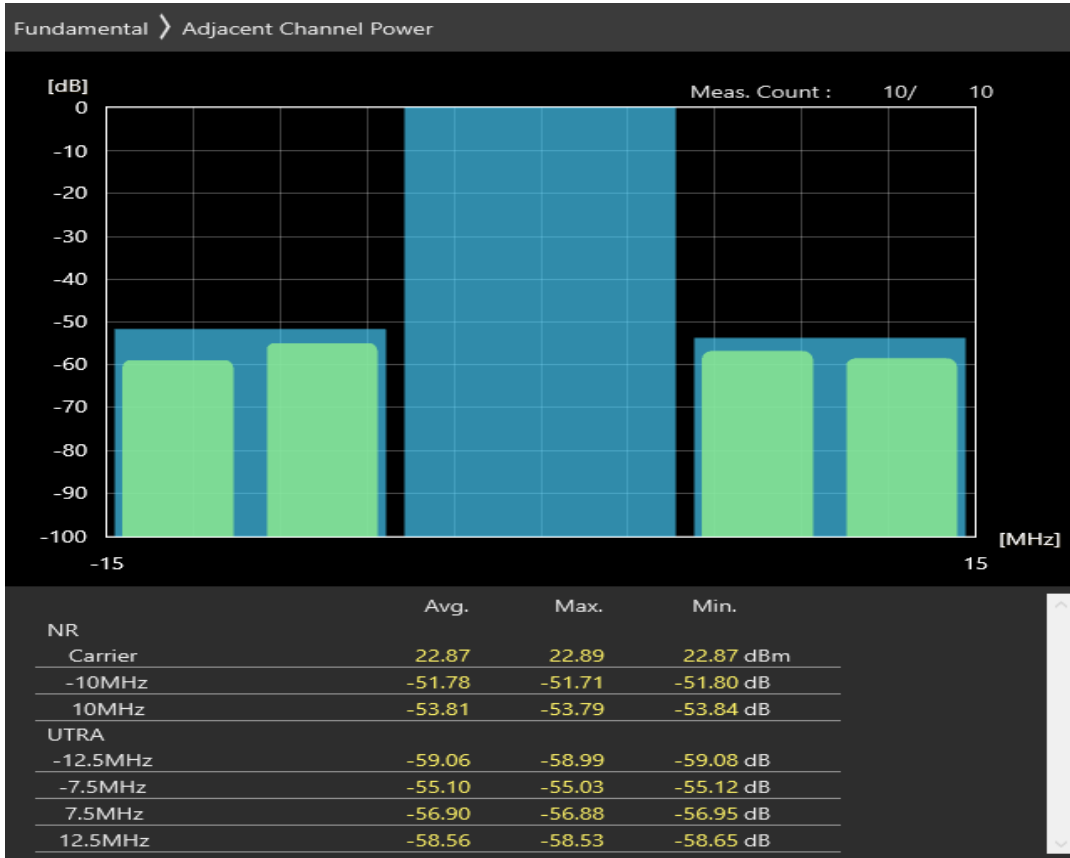 Fundamental 〉 Adjacent Channel Power
[dB]
Meas. Count : 10/ 10
0
-10
-20
-30
-40
-50
-60
-70
-80
-90
-100
[MHz]
-15 15
Avg. Max. Min.
NR
Carrier 22.87 22.89 22.87 dBm
-10MHz -51.78 -51.71 -51.80 dB
10MHz -53.81 -53.79 -53.84 dB
UTRA
-12.5MHz -59.06 -58.99 -59.08 dB
-7.5MHz -55.10 -55.03 -55.12 dB
7.5MHz -56.90 -56.88 -56.95 dB
12.5MHz -58.56 -58.53 -58.65 dB